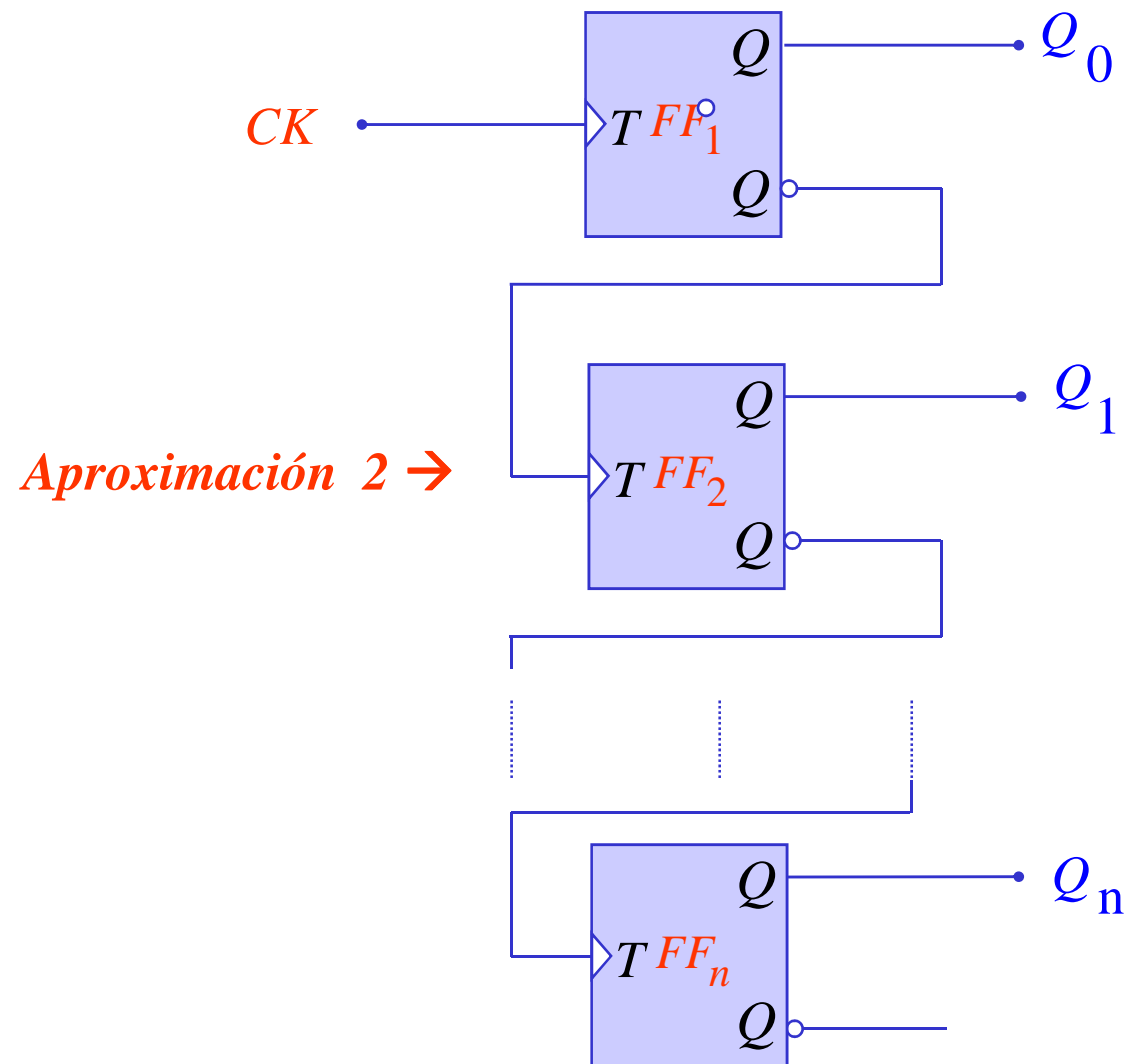 Q
Q0
CK
T FF1
Q
Q
Q1
Aproximación 2 →
T FF2
Q
Q
Qn
T FFn
Q